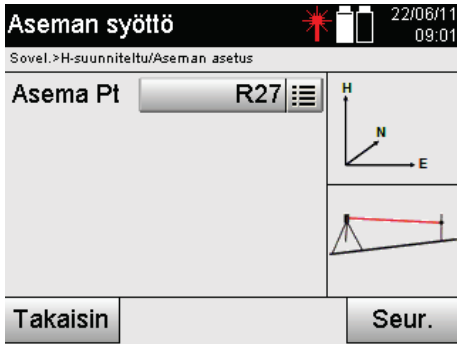 Aseman syöttö
22/06/11
09:01
Sovel.>H-suunniteltu/Aseman asetus
Asema Pt R27
H
N
E
Takaisin Seur.